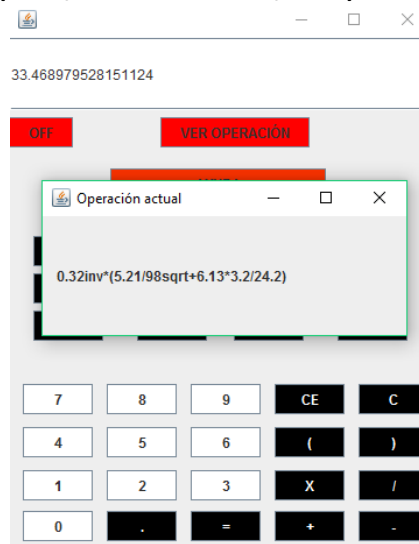 33.468979528151124
OFF VER OPERACIÓN
Operación actual
0.32inv*(5.21/98sqrt+6.13*3.2/24.2)
7 8 9 CE C
4 5 6 ( )
1 2 3 X /
0 . = + -